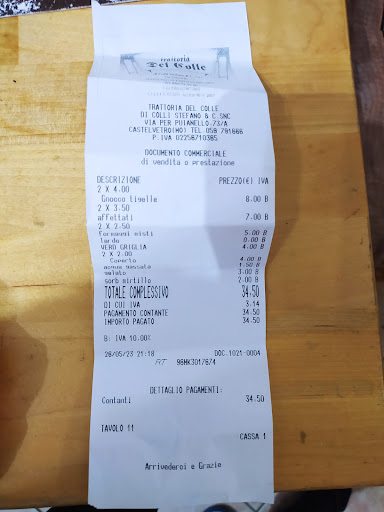 trattoria
Del Colle
TRATTORIA DEL COLLE
DI COLLI STEFANO & C.SNC
VIA PER PUIANELLO,73/A
CASTELVETRO(MO) TEL.059 791666
P.IVA 02256710365
DOCUMENTO COMMERCIALE
di vendita o prestazione
DESCRIZIONE PREZZO(€) IVA
2 X 4.00
Gnocco tigelle 8.00 B
2 X 3.50
affettati 7.00 B
2 X 2.50
Formaggi misti 5.00 B
lardo 0.00 B
VERD GRIGLIA 4.00 B
2 X 2.00
Coperto 4.00 B
acqua gassata 1.50 B
gelato 3.00 B
sorb mirtillo 2.00 B
TOTALE COMPLESSIVO 34,50
DI CUI IVA 3.14
PAGAMENTO CONTANTE 34.50
IMPORTO PAGATO 34.50
B: IVA 10.00%
26/05/23 21:18 DOC.1021-0004
RT 96MK3017674
DETTAGLIO PAGAMENTI:
Contanti 34.50
TAVOLO 11
CASSA 1
Arrivederci e Grazie